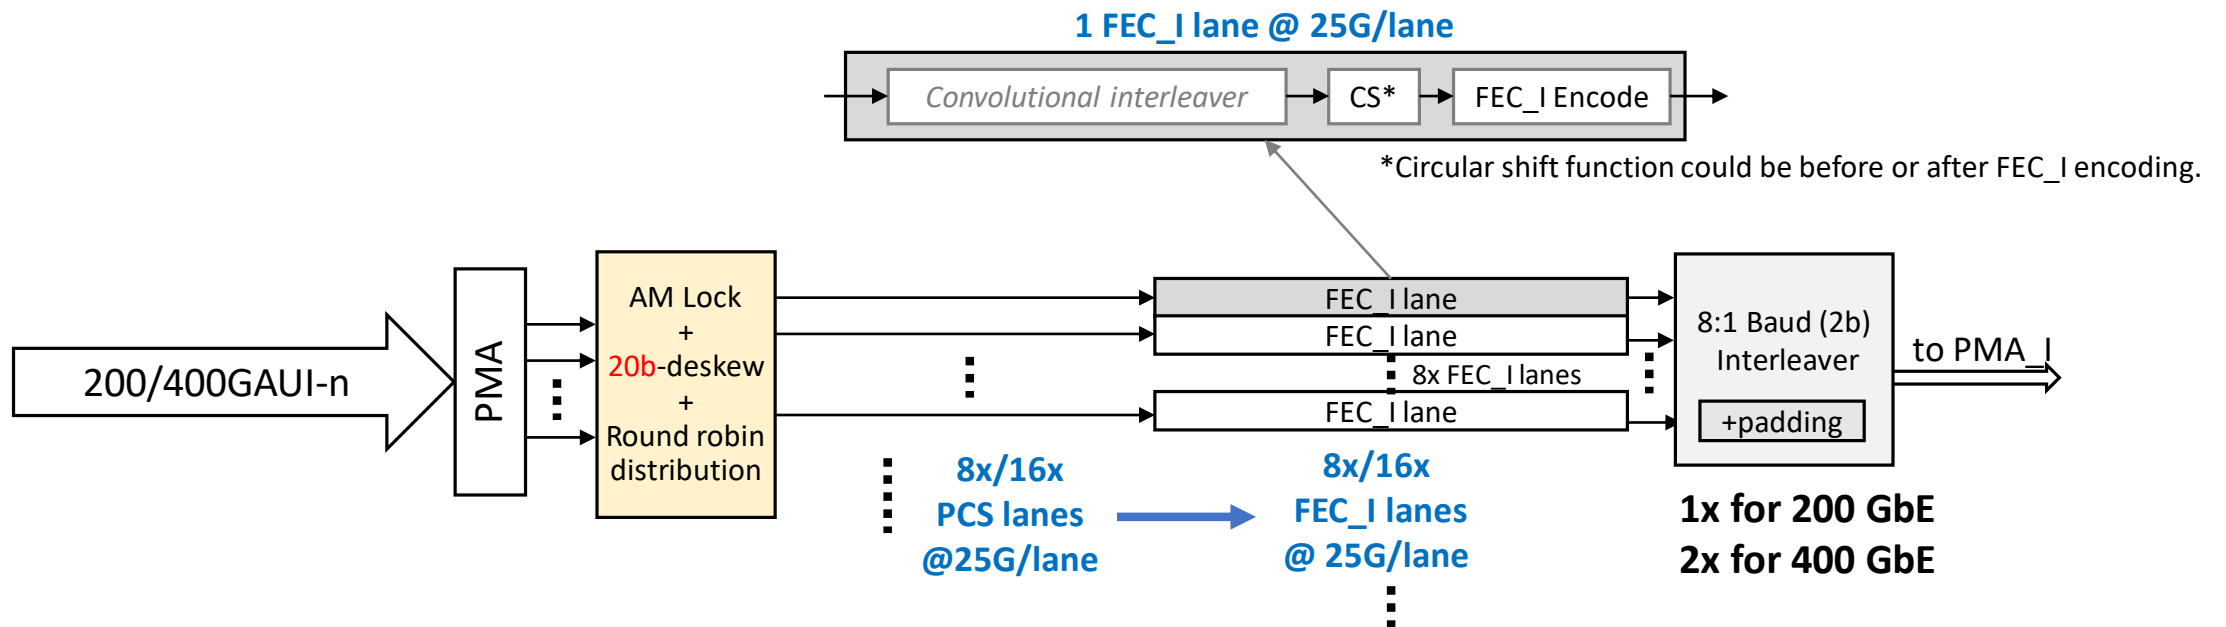 1 FEC_I lane @ 25G/lane
Convolutional interleaver
CS*
FEC_I Encode
*Circular shift function could be before or after FEC_I encoding.
200/400GAUI-n
PMA
AM Lock
+
20b-deskew
+
Round robin
distribution
FEC_I lane
FEC_I lane
8x FEC_I lanes
FEC_I lane
8:1 Baud (2b)
Interleaver
+padding
to PMA_I
8x/16x
PCS lanes
@25G/lane
8x/16x
FEC_I lanes
@ 25G/lane
1x for 200 GbE
2x for 400 GbE